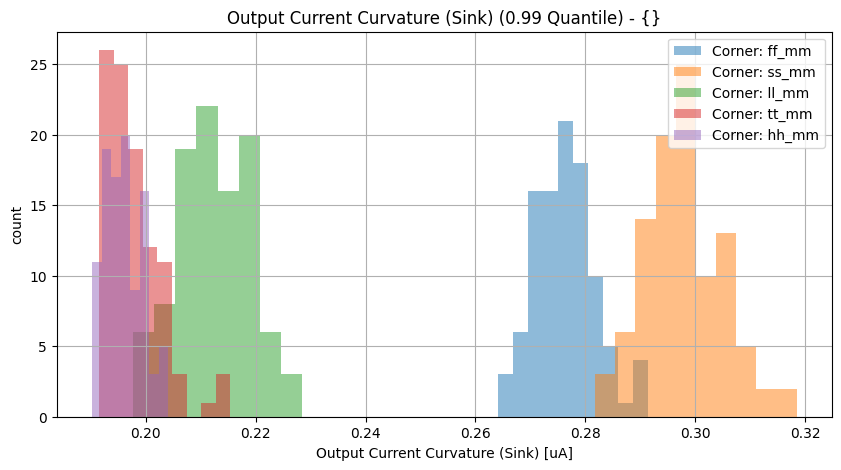 Output Current Curvature (Sink) (0.99 Quantile) - {}
Corner: ff_mm
Corner: ss_mm
Corner: ll_mm
Corner: tt_mm
Corner: hh_mm
count
25
20
15
10
5
0
0.20 0.22 0.24 0.26 0.28 0.30 0.32
Output Current Curvature (Sink) [uA]